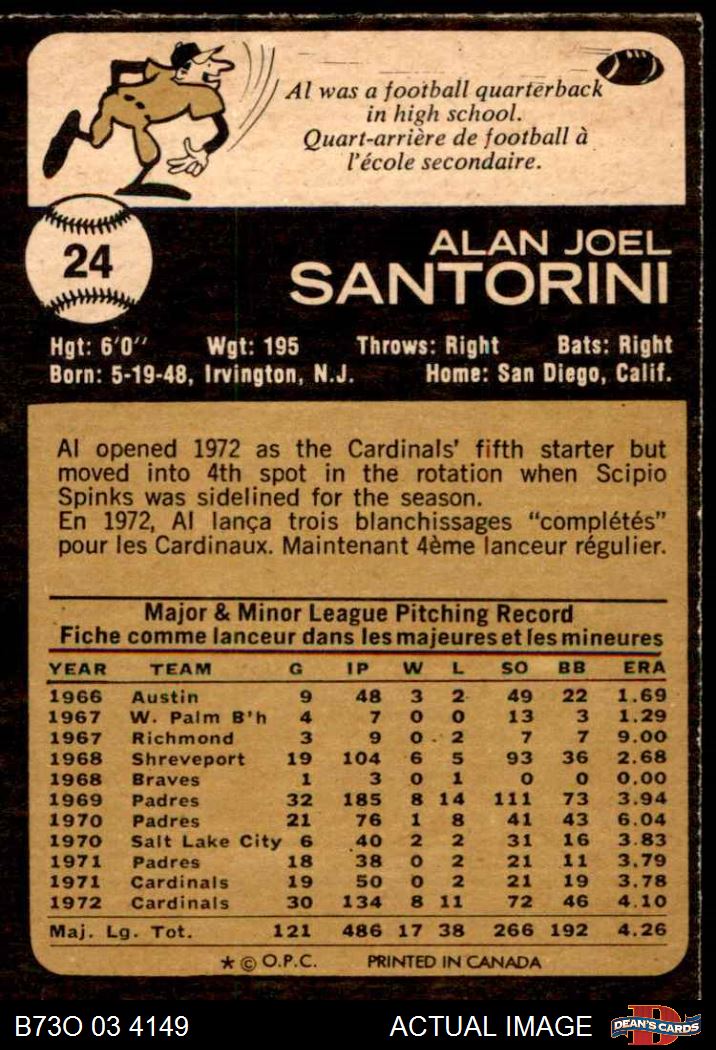 Al was a football quarterback
in high school.
Quart-arrière de football à
l'école secondaire.
24
ALAN JOEL
SANTORINI
Hgt: 6'0" Wgt: 195 Throws: Right Bats: Right
Born: 5-19-48, Irvington, N.J. Home: San Diego, Calif.
Al opened 1972 as the Cardinals' fifth starter but
moved into 4th spot in the rotation when Scipio
Spinks was sidelined for the season.
En 1972, Al lança trois blanchissages "complétés"
pour les Cardinaux. Maintenant 4ème lanceur régulier.
Major & Minor League Pitching Record
Fiche comme lanceur dans les majeures et les mineures
YEAR TEAM G IP W L SO BB ERA
1966 Austin 9 48 3 2 49 22 1.69
1967 W. Palm B'h 4 7 0 0 13 3 1.29
1967 Richmond 3 9 0 2 7 7 9.00
1968 Shreveport 19 104 6 5 93 36 2.68
1968 Braves 1 3 0 1 0 0 0.00
1969 Padres 32 185 8 14 111 73 3.94
1970 Padres 21 76 1 8 41 43 6.04
1970 Salt Lake City 6 40 2 2 31 16 3.83
1971 Padres 18 38 0 2 21 11 3.79
1971 Cardinals 19 50 0 2 21 19 3.78
1972 Cardinals 30 134 8 11 72 46 4.10
Maj. Lg. Tot. 121 486 17 38 266 192 4.26
* © O.P.C. PRINTED IN CANADA
B73O 03 4149 ACTUAL IMAGE DEAN'S CARDS